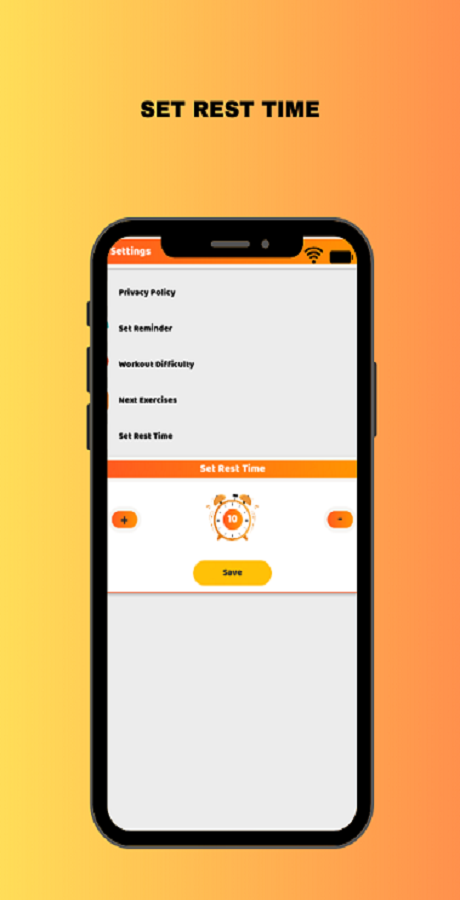 SET REST TIME
Settings
Privacy Policy
Set Reminder
Workout Difficulty
Next Exercises
Set Rest Time
Set Rest Time
+ 10 -
Save